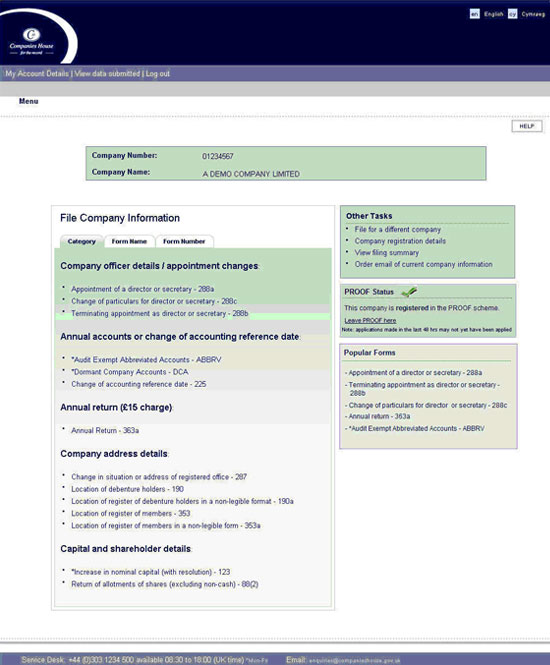 en English cy Cymraeg
C
Companies House
for the record
My Account Details | View data submitted | Log out
Menu
HELP
Company Number: 01234567
Company Name: A DEMO COMPANY LIMITED
File Company Information
Category Form Name Form Number
Company officer details / appointment changes:
• Appointment of a director or secretary - 288a
• Change of particulars for director or secretary - 288c
• Terminating appointment as director or secretary - 288b
Annual accounts or change of accounting reference date:
• *Audit Exempt Abbreviated Accounts - ABBRV
• *Dormant Company Accounts - DCA
• Change of accounting reference date - 225
Annual return (£15 charge):
• Annual Return - 363a
Company address details:
• Change in situation or address of registered office - 287
• Location of debenture holders - 190
• Location of register of debenture holders in a non-legible format - 190a
• Location of register of members - 353
• Location of register of members in a non-legible form - 353a
Capital and shareholder details:
• *Increase in nominal capital (with resolution) - 123
• Return of allotments of shares (excluding non-cash) - 88(2)
Other Tasks
• File for a different company
• Company registration details
• View filing summary
• Order email of current company information
PROOF Status
This company is registered in the PROOF scheme.
Leave PROOF here
Note: applications made in the last 48 hrs may not yet have been applied
Popular Forms
- Appointment of a director or secretary - 288a
- Terminating appointment as director or secretary -
288b
- Change of particulars for director or secretary - 288c
- Annual return - 363a
- *Audit Exempt Abbreviated Accounts - ABBRV
Service Desk: +44 (0)303 1234 500 available 08:30 to 18:00 (UK time) *Mon-Fri Email: enquiries@companieshouse.gov.uk